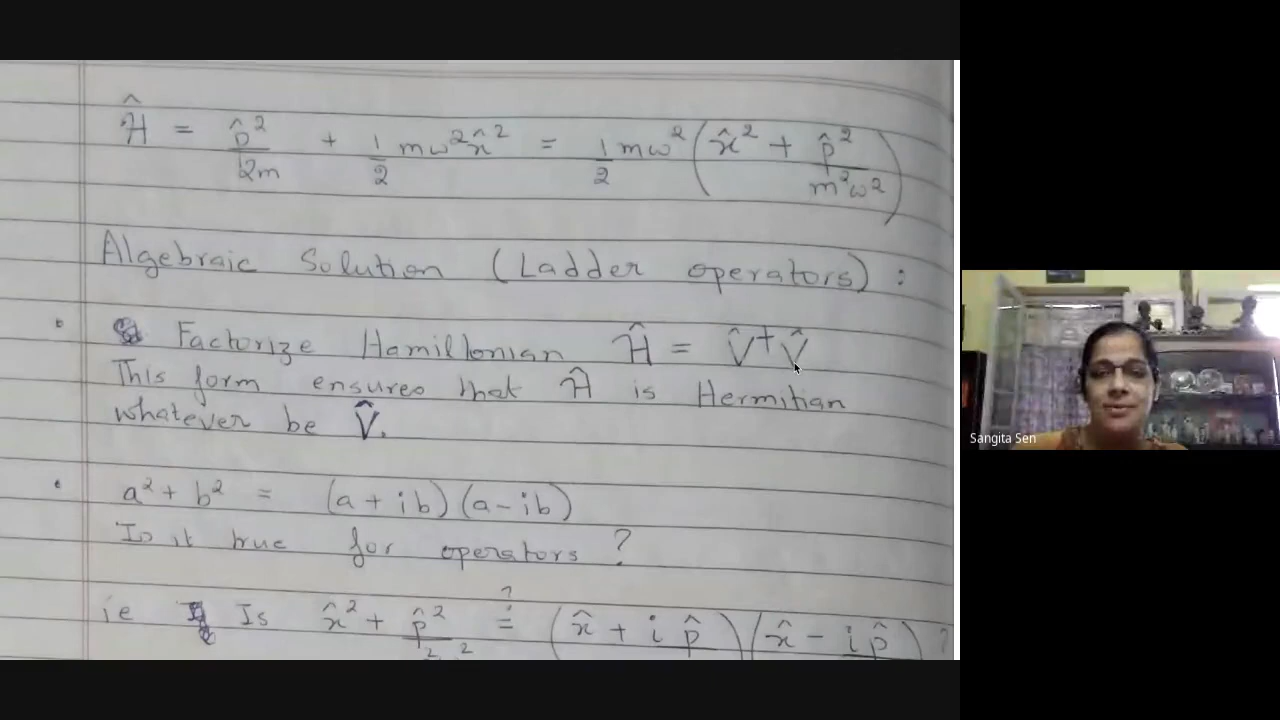 Ĥ = p̂²/2m + 1/2 mω²x̂² = 1/2 mω² (x̂² + p̂²/m²ω²)
Algebraic Solution (Ladder operators) :
• Factorize Hamiltonian Ĥ = V̂†V̂
This form ensures that Ĥ is Hermitian
whatever be V̂.
• a² + b² = (a + ib)(a - ib)
Is it true for operators ?
ie Is x̂² + p̂² ?= (x̂ + i p̂)(x̂ - i p̂) ?
Sangita Sen